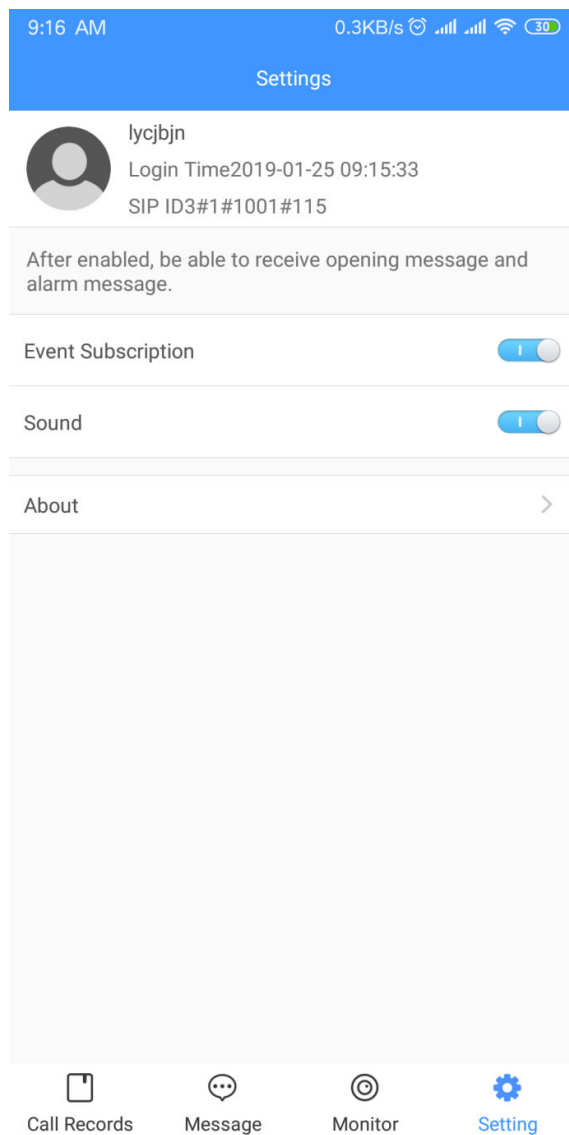 9:16 AM 0.3KB/s 30
Settings
lycjbjn
Login Time2019-01-25 09:15:33
SIP ID3#1#1001#115
After enabled, be able to receive opening message and
alarm message.
Event Subscription
Sound
About
Call Records Message Monitor Setting